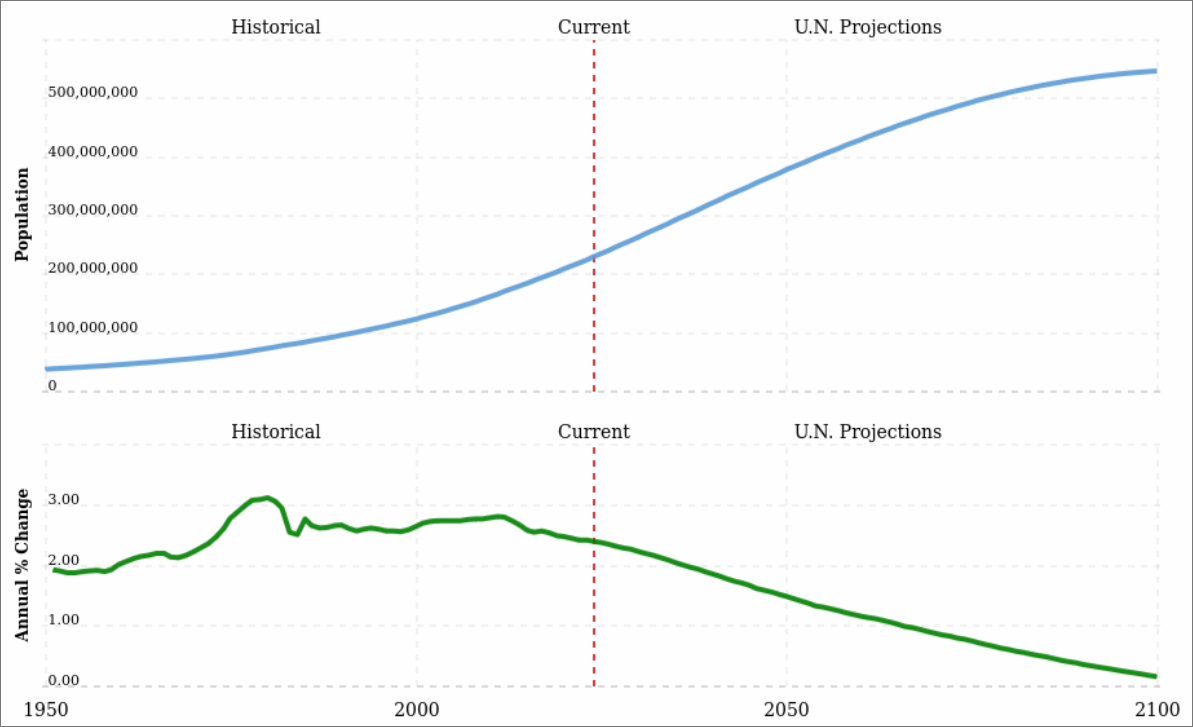 Historical
Current
U.N. Projections
Population
500,000,000
400,000,000
300,000,000
200,000,000
100,000,000
0
Historical
Current
U.N. Projections
Annual % Change
3.00
2.00
1.00
0.00
1950
2000
2050
2100